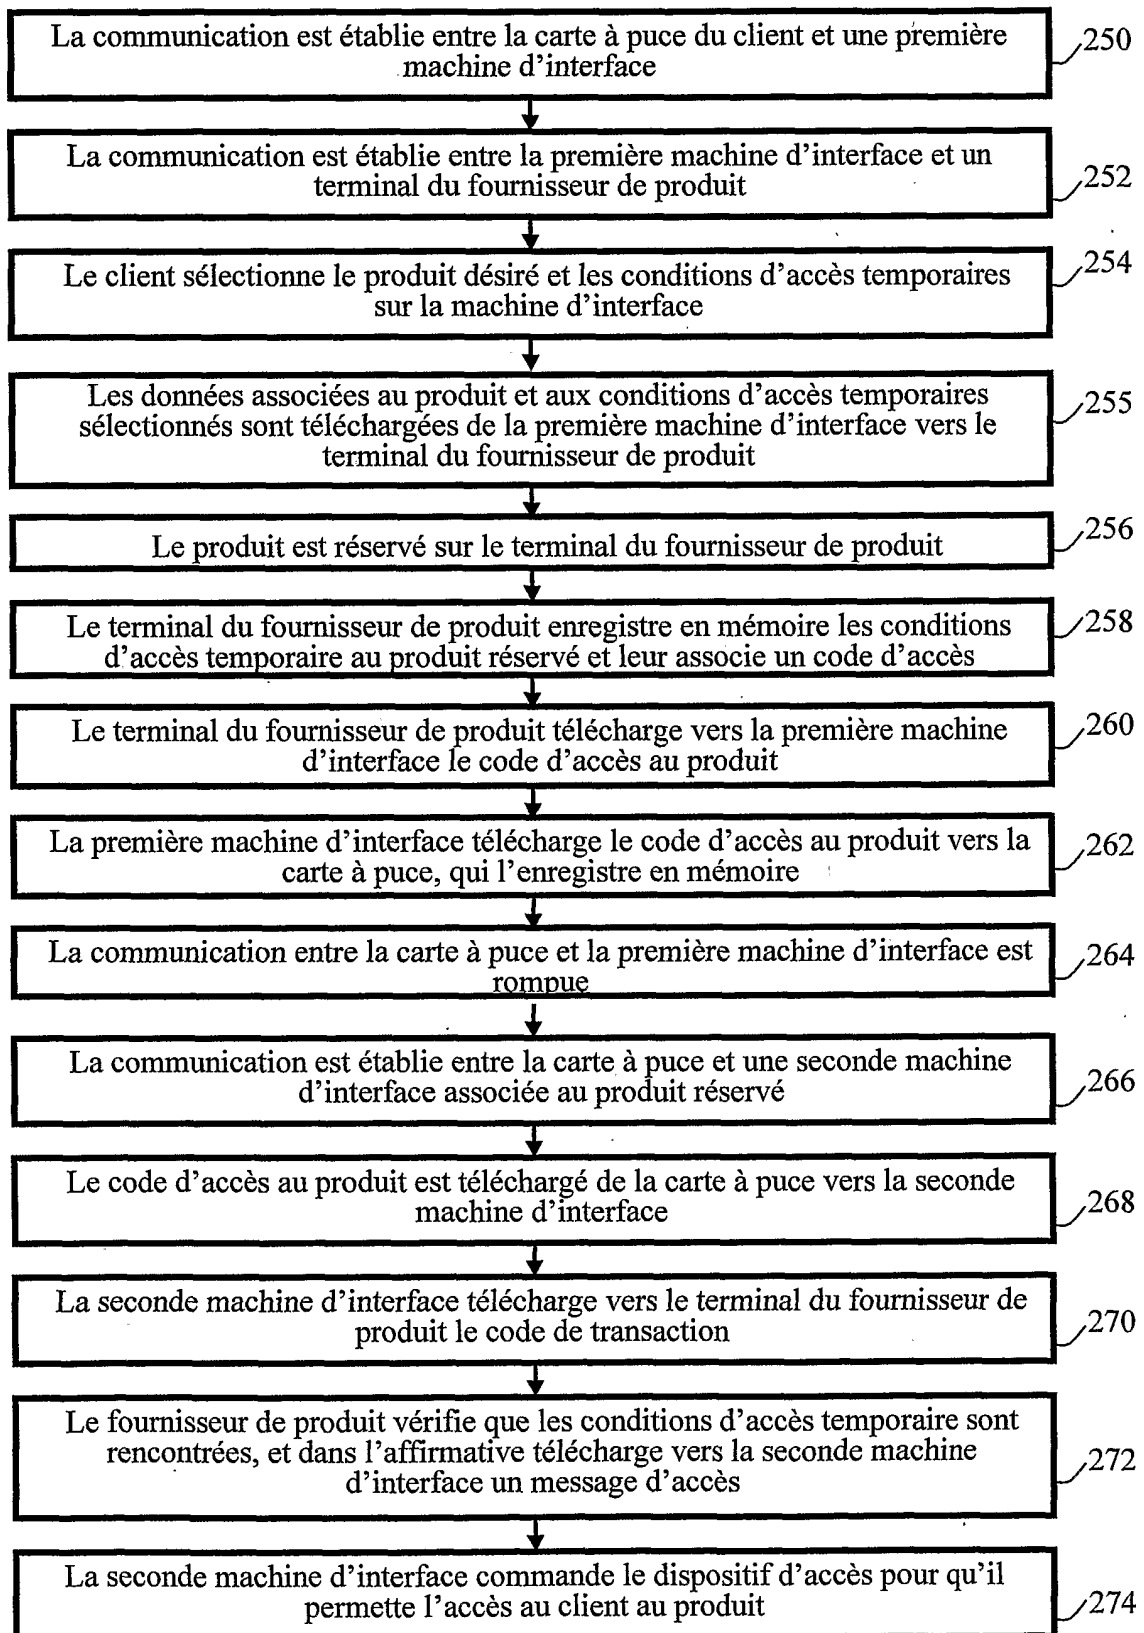 La communication est établie entre la carte à puce du client et une première
machine d'interface
250
La communication est établie entre la première machine d'interface et un
terminal du fournisseur de produit
252
Le client sélectionne le produit désiré et les conditions d'accès temporaires
sur la machine d'interface
254
Les données associées au produit et aux conditions d'accès temporaires
sélectionnés sont téléchargées de la première machine d'interface vers le
terminal du fournisseur de produit
255
Le produit est réservé sur le terminal du fournisseur de produit
256
Le terminal du fournisseur de produit enregistre en mémoire les conditions
d'accès temporaire au produit réservé et leur associe un code d'accès
258
Le terminal du fournisseur de produit télécharge vers la première machine
d'interface le code d'accès au produit
260
La première machine d'interface télécharge le code d'accès au produit vers la
carte à puce, qui l'enregistre en mémoire
262
La communication entre la carte à puce et la première machine d'interface est
rompue
264
La communication est établie entre la carte à puce et une seconde machine
d'interface associée au produit réservé
266
Le code d'accès au produit est téléchargé de la carte à puce vers la seconde
machine d'interface
268
La seconde machine d'interface télécharge vers le terminal du fournisseur de
produit le code de transaction
270
Le fournisseur de produit vérifie que les conditions d'accès temporaire sont
rencontrées, et dans l'affirmative télécharge vers la seconde machine
d'interface un message d'accès
272
La seconde machine d'interface commande le dispositif d'accès pour qu'il
permette l'accès au client au produit
274